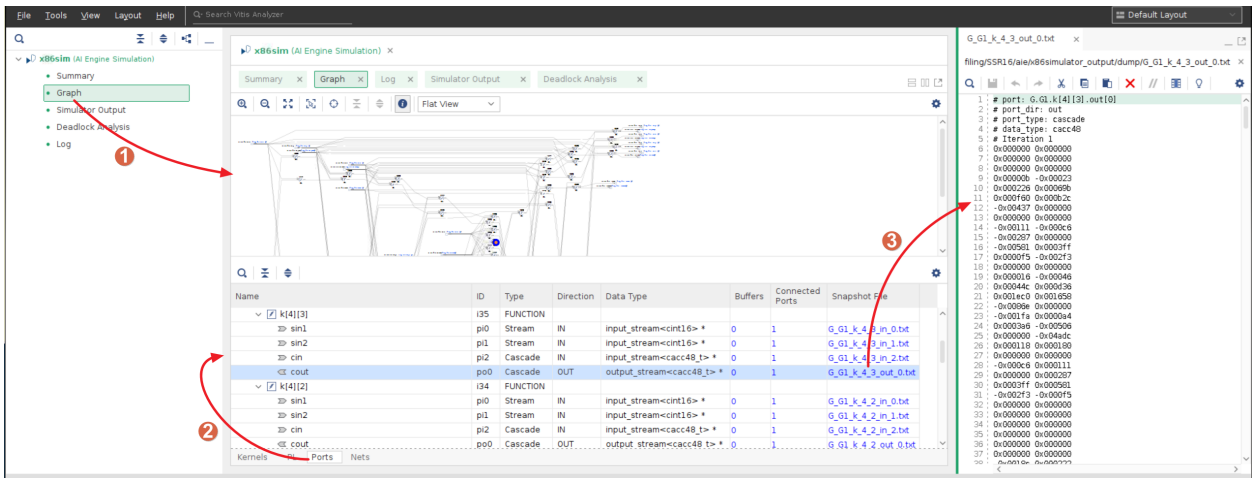 File Tools View Layout Help Q- Search Vitis Analyzer
Default Layout
x86sim (AI Engine Simulation)
Summary
Graph
Simulator Output
Deadlock Analysis
Log
1
x86sim (AI Engine Simulation) ×
Summary × Graph × Log × Simulator Output × Deadlock Analysis ×
Flat View
Name ID Type Direction Data Type Buffers Connected Ports Snapshot File
k[4][3] i35 FUNCTION
sin1 pi0 Stream IN input_stream<cint16> * 0 1 G_G1_k_4_3_in_0.txt
sin2 pi1 Stream IN input_stream<cint16> * 0 1 G_G1_k_4_3_in_1.txt
cin pi2 Cascade IN input_stream<cacc48_t> * 0 1 G_G1_k_4_3_in_2.txt
cout po0 Cascade OUT output_stream<cacc48_t> * 0 1 G_G1_k_4_3_out_0.txt
k[4][2] i34 FUNCTION
sin1 pi0 Stream IN input_stream<cint16> * 0 1 G_G1_k_4_2_in_0.txt
sin2 pi1 Stream IN input_stream<cint16> * 0 1 G_G1_k_4_2_in_1.txt
cin pi2 Cascade IN input_stream<cacc48_t> * 0 1 G_G1_k_4_2_in_2.txt
cout po0 Cascade OUT output_stream<cacc48_t> * 0 1 G_G1_k_4_2_out_0.txt
2
Kernels PL Ports Nets
3
G_G1_k_4_3_out_0.txt ×
filing/SSR16/aie/x86simulator_output/dump/G_G1_k_4_3_out_0.txt ×
1 # port: G.G1.k[4][3].out[0]
2 # port_dir: out
3 # port_type: cascade
4 # data_type: cacc48
5 # Iteration 1
6 0x000000 0x000000
7 0x000000 0x000000
8 0x000000 0x000000
9 0x00000b -0x00023
10 0x000226 0x00069b
11 0x000f60 0x000b2c
12 -0x00437 0x000000
13 0x000000 0x000000
14 -0x00111 -0x000c6
15 -0x00287 0x000000
16 -0x00581 0x0003ff
17 0x0000f5 -0x002f3
18 0x000000 0x000000
19 0x000016 -0x00046
20 0x00044c 0x000d36
21 0x001ec0 0x001658
22 -0x0086e 0x000000
23 -0x001fa 0x0000a4
24 0x0003a6 -0x00506
25 0x000000 -0x04adc
26 0x000118 0x000180
27 0x000000 0x000000
28 -0x000c6 0x000111
29 0x000000 0x000287
30 0x0003ff 0x000581
31 -0x002f3 -0x000f5
32 0x000000 0x000000
33 0x000000 0x000000
34 0x000000 0x000000
35 0x000000 0x000000
36 0x000000 0x000000
37 0x000000 0x000000